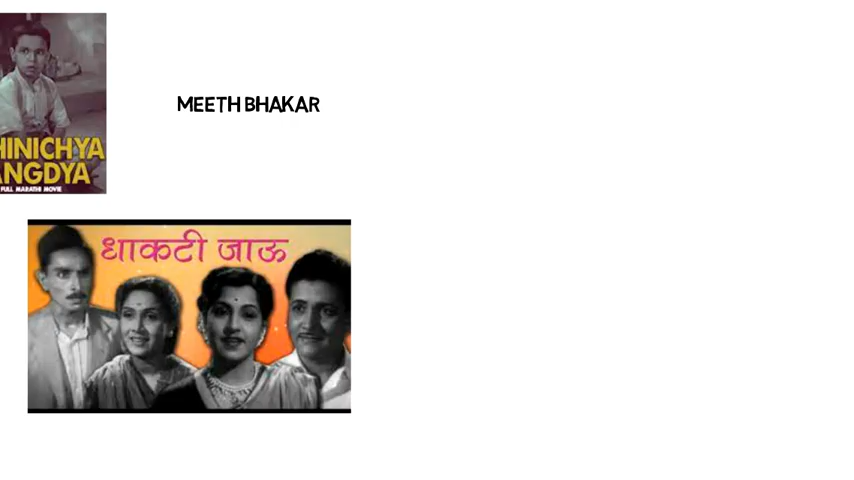 MEETH BHAKAR
HINICHYA
ANGDYA
FULL MARATHI MOVIE
धाकटी जाऊ